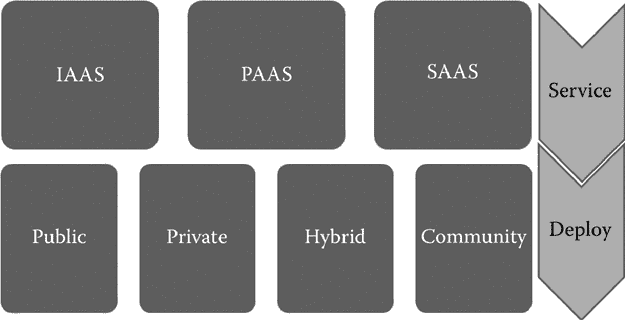 IAAS
PAAS
SAAS
Service
Public
Private
Hybrid
Community
Deploy